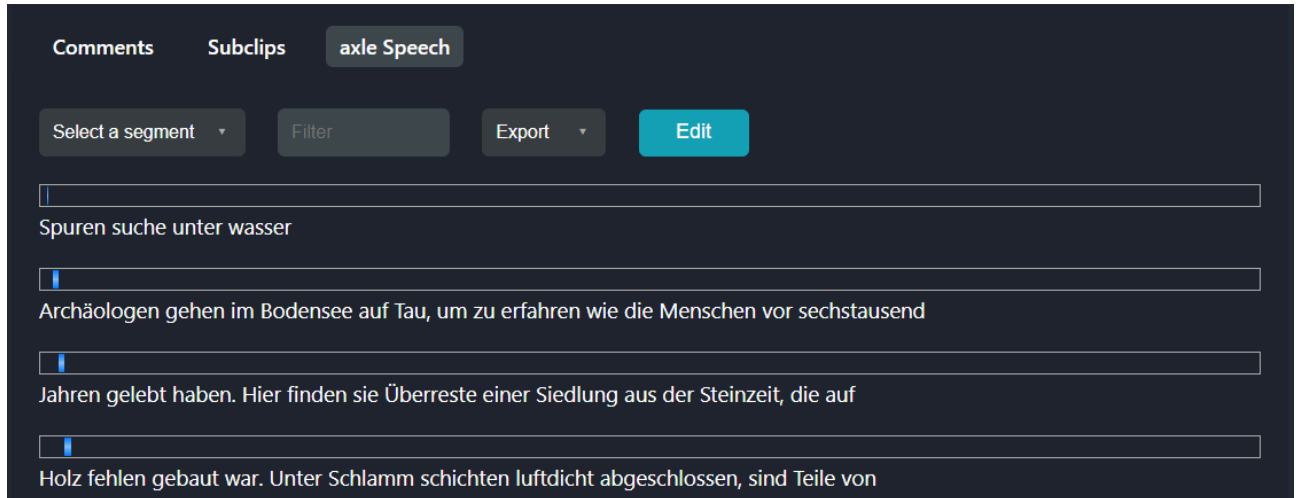 Comments Subclips axle Speech
Select a segment Filter Export Edit
Spuren suche unter wasser
Archäologen gehen im Bodensee auf Tau, um zu erfahren wie die Menschen vor sechstausend
Jahren gelebt haben. Hier finden sie Überreste einer Siedlung aus der Steinzeit, die auf
Holz fehlen gebaut war. Unter Schlamm schichten luftdicht abgeschlossen, sind Teile von